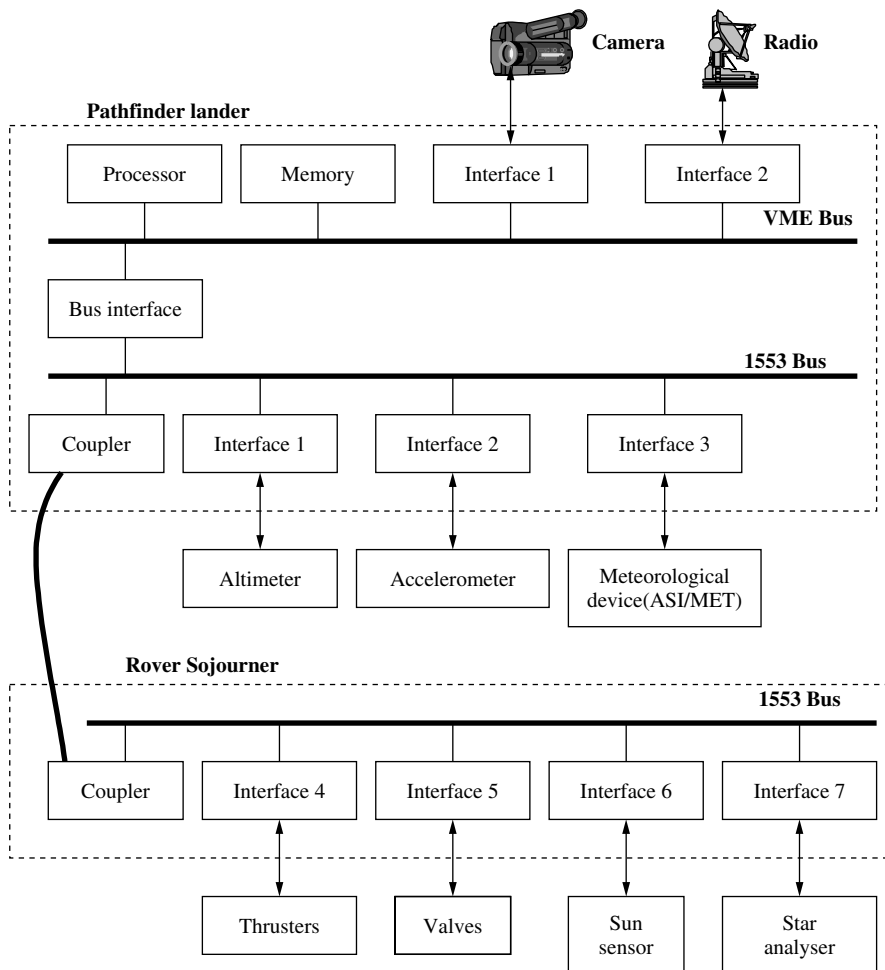 Camera
Radio
Pathfinder lander
Processor
Memory
Interface 1
Interface 2
VME Bus
Bus interface
1553 Bus
Coupler
Interface 1
Interface 2
Interface 3
Altimeter
Accelerometer
Meteorological
device(ASI/MET)
Rover Sojourner
1553 Bus
Coupler
Interface 4
Interface 5
Interface 6
Interface 7
Thrusters
Valves
Sun
sensor
Star
analyser